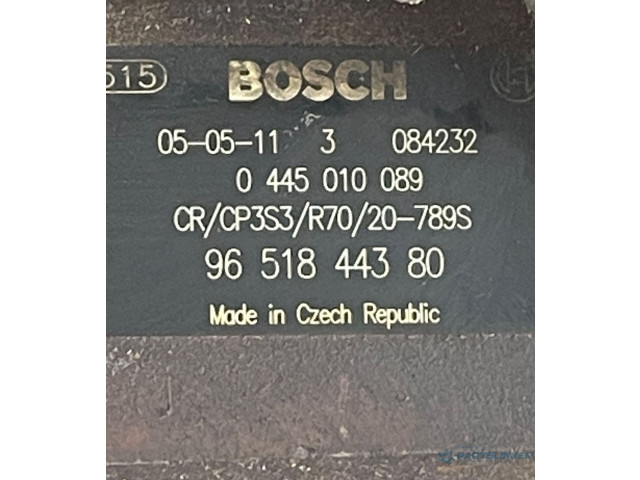 515 BOSCH
05-05-11 3 084232
0 445 010 089
CR/CP3S3/R70/20-789S
96 518 443 80
Made in Czech Republic